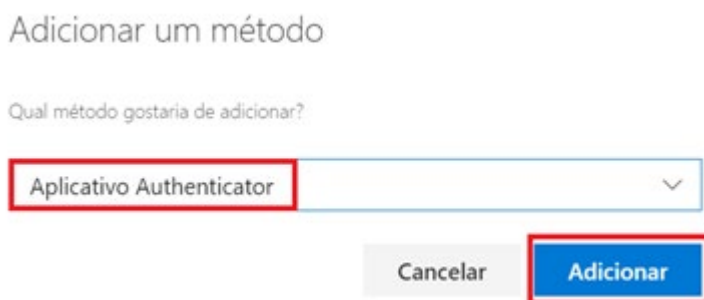 Adicionar um método
Qual método gostaria de adicionar?
Aplicativo Authenticator
Cancelar
Adicionar